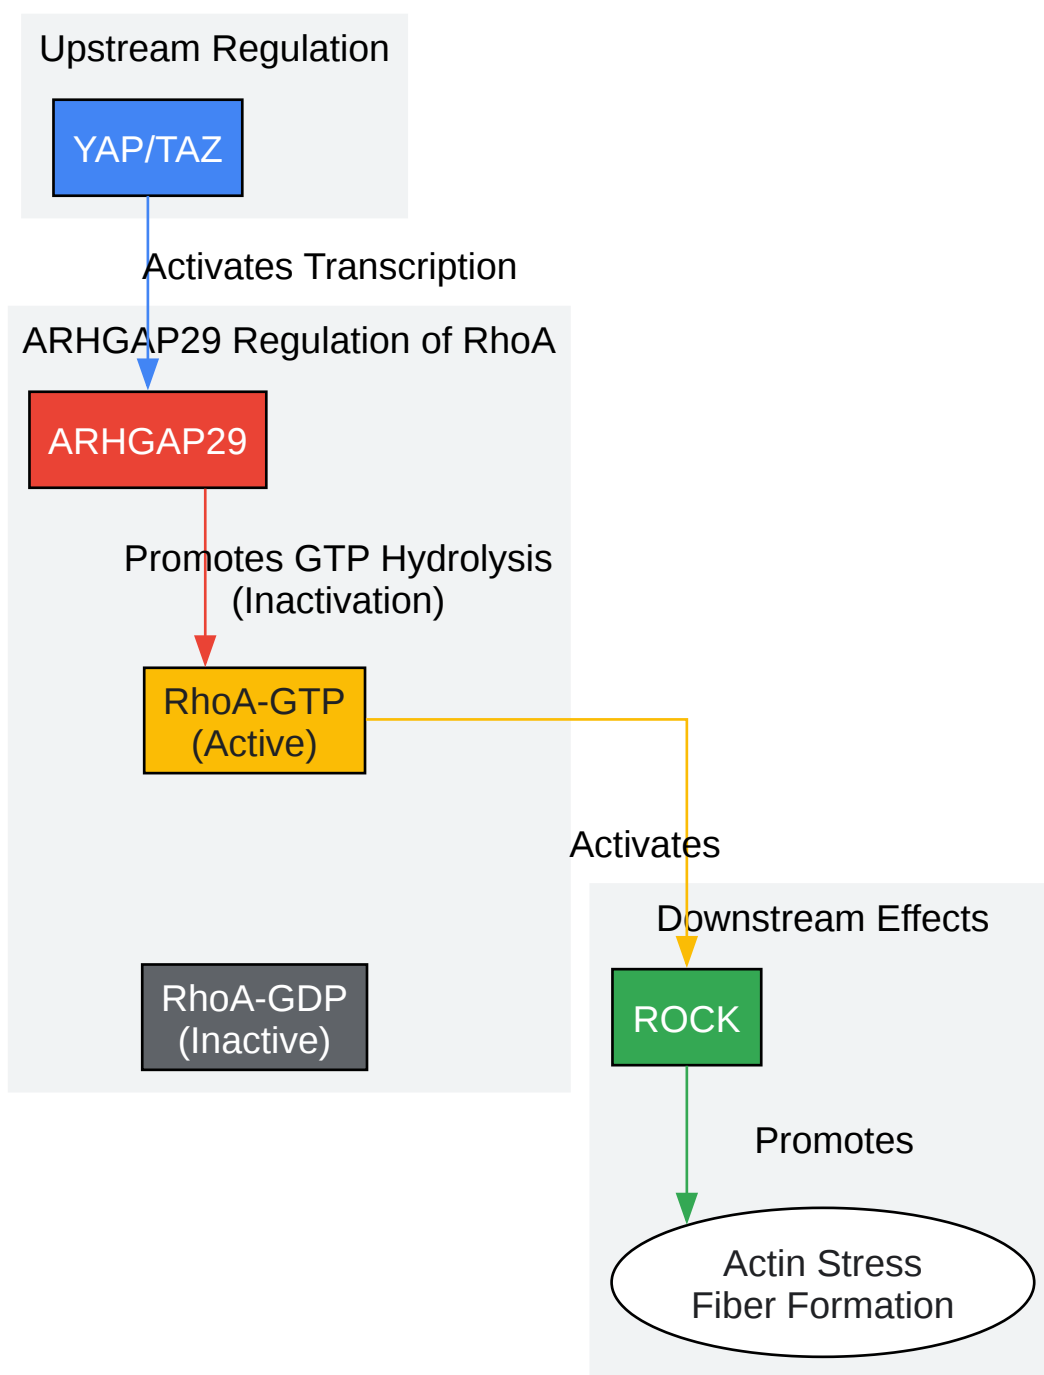 Upstream Regulation
YAP/TAZ
Activates Transcription
ARHGAP29 Regulation of RhoA
ARHGAP29
Promotes GTP Hydrolysis
(Inactivation)
RhoA-GTP
(Active)
Activates
Downstream Effects
RhoA-GDP
(Inactive)
ROCK
Promotes
Actin Stress
Fiber Formation